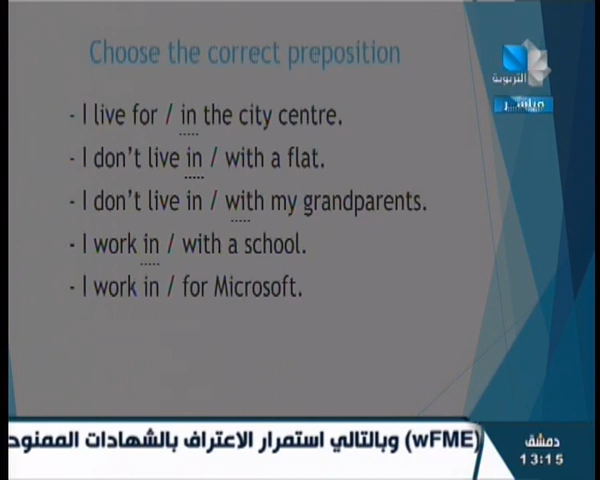 Choose the correct preposition
التربوية
مباشر
- I live for / in the city centre.
- I don't live in / with a flat.
- I don't live in / with my grandparents.
- I work in / with a school.
- I work in / for Microsoft.
(wFME) وبالتالي استمرار الاعتراف بالشهادات الممنوح
دمشق
13:15